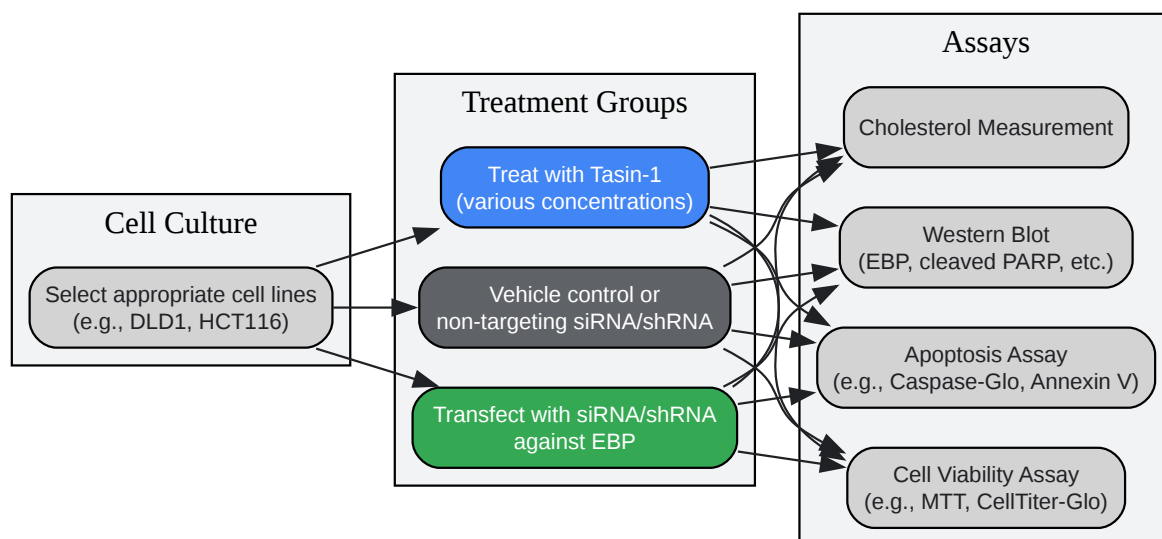 Cell Culture
Select appropriate cell lines
(e.g., DLD1, HCT116)
Treatment Groups
Treat with Tasin-1
(various concentrations)
Vehicle control or
non-targeting siRNA/shRNA
Transfect with siRNA/shRNA
against EBP
Assays
Cholesterol Measurement
Western Blot
(EBP, cleaved PARP, etc.)
Apoptosis Assay
(e.g., Caspase-Glo, Annexin V)
Cell Viability Assay
(e.g., MTT, CellTiter-Glo)